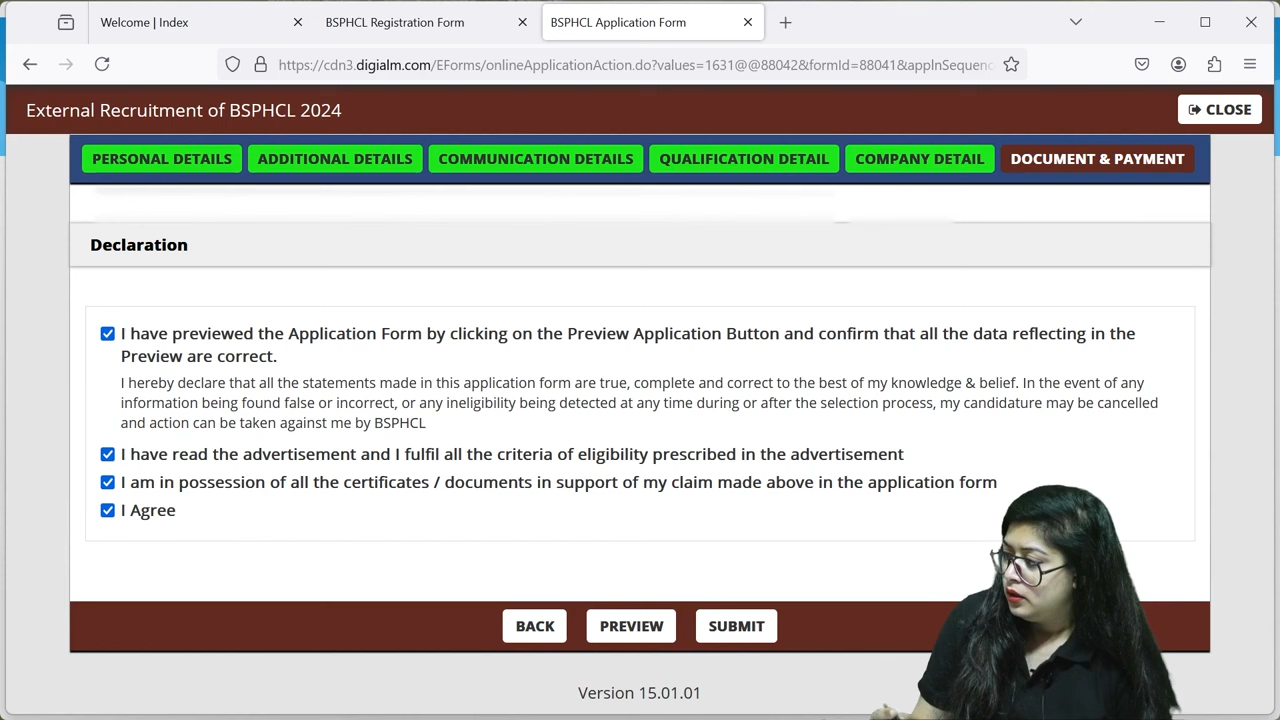 Welcome | Index
BSPHCL Registration Form
BSPHCL Application Form
https://cdn3.digialm.com/EForms/onlineApplicationAction.do?values=1631@@88042&formId=88041&applnSequenc
External Recruitment of BSPHCL 2024
CLOSE
PERSONAL DETAILS
ADDITIONAL DETAILS
COMMUNICATION DETAILS
QUALIFICATION DETAIL
COMPANY DETAIL
DOCUMENT & PAYMENT
Declaration
I have previewed the Application Form by clicking on the Preview Application Button and confirm that all the data reflecting in the
Preview are correct.
I hereby declare that all the statements made in this application form are true, complete and correct to the best of my knowledge & belief. In the event of any
information being found false or incorrect, or any ineligibility being detected at any time during or after the selection process, my candidature may be cancelled
and action can be taken against me by BSPHCL
I have read the advertisement and I fulfil all the criteria of eligibility prescribed in the advertisement
I am in possession of all the certificates / documents in support of my claim made above in the application form
I Agree
BACK
PREVIEW
SUBMIT
Version 15.01.01